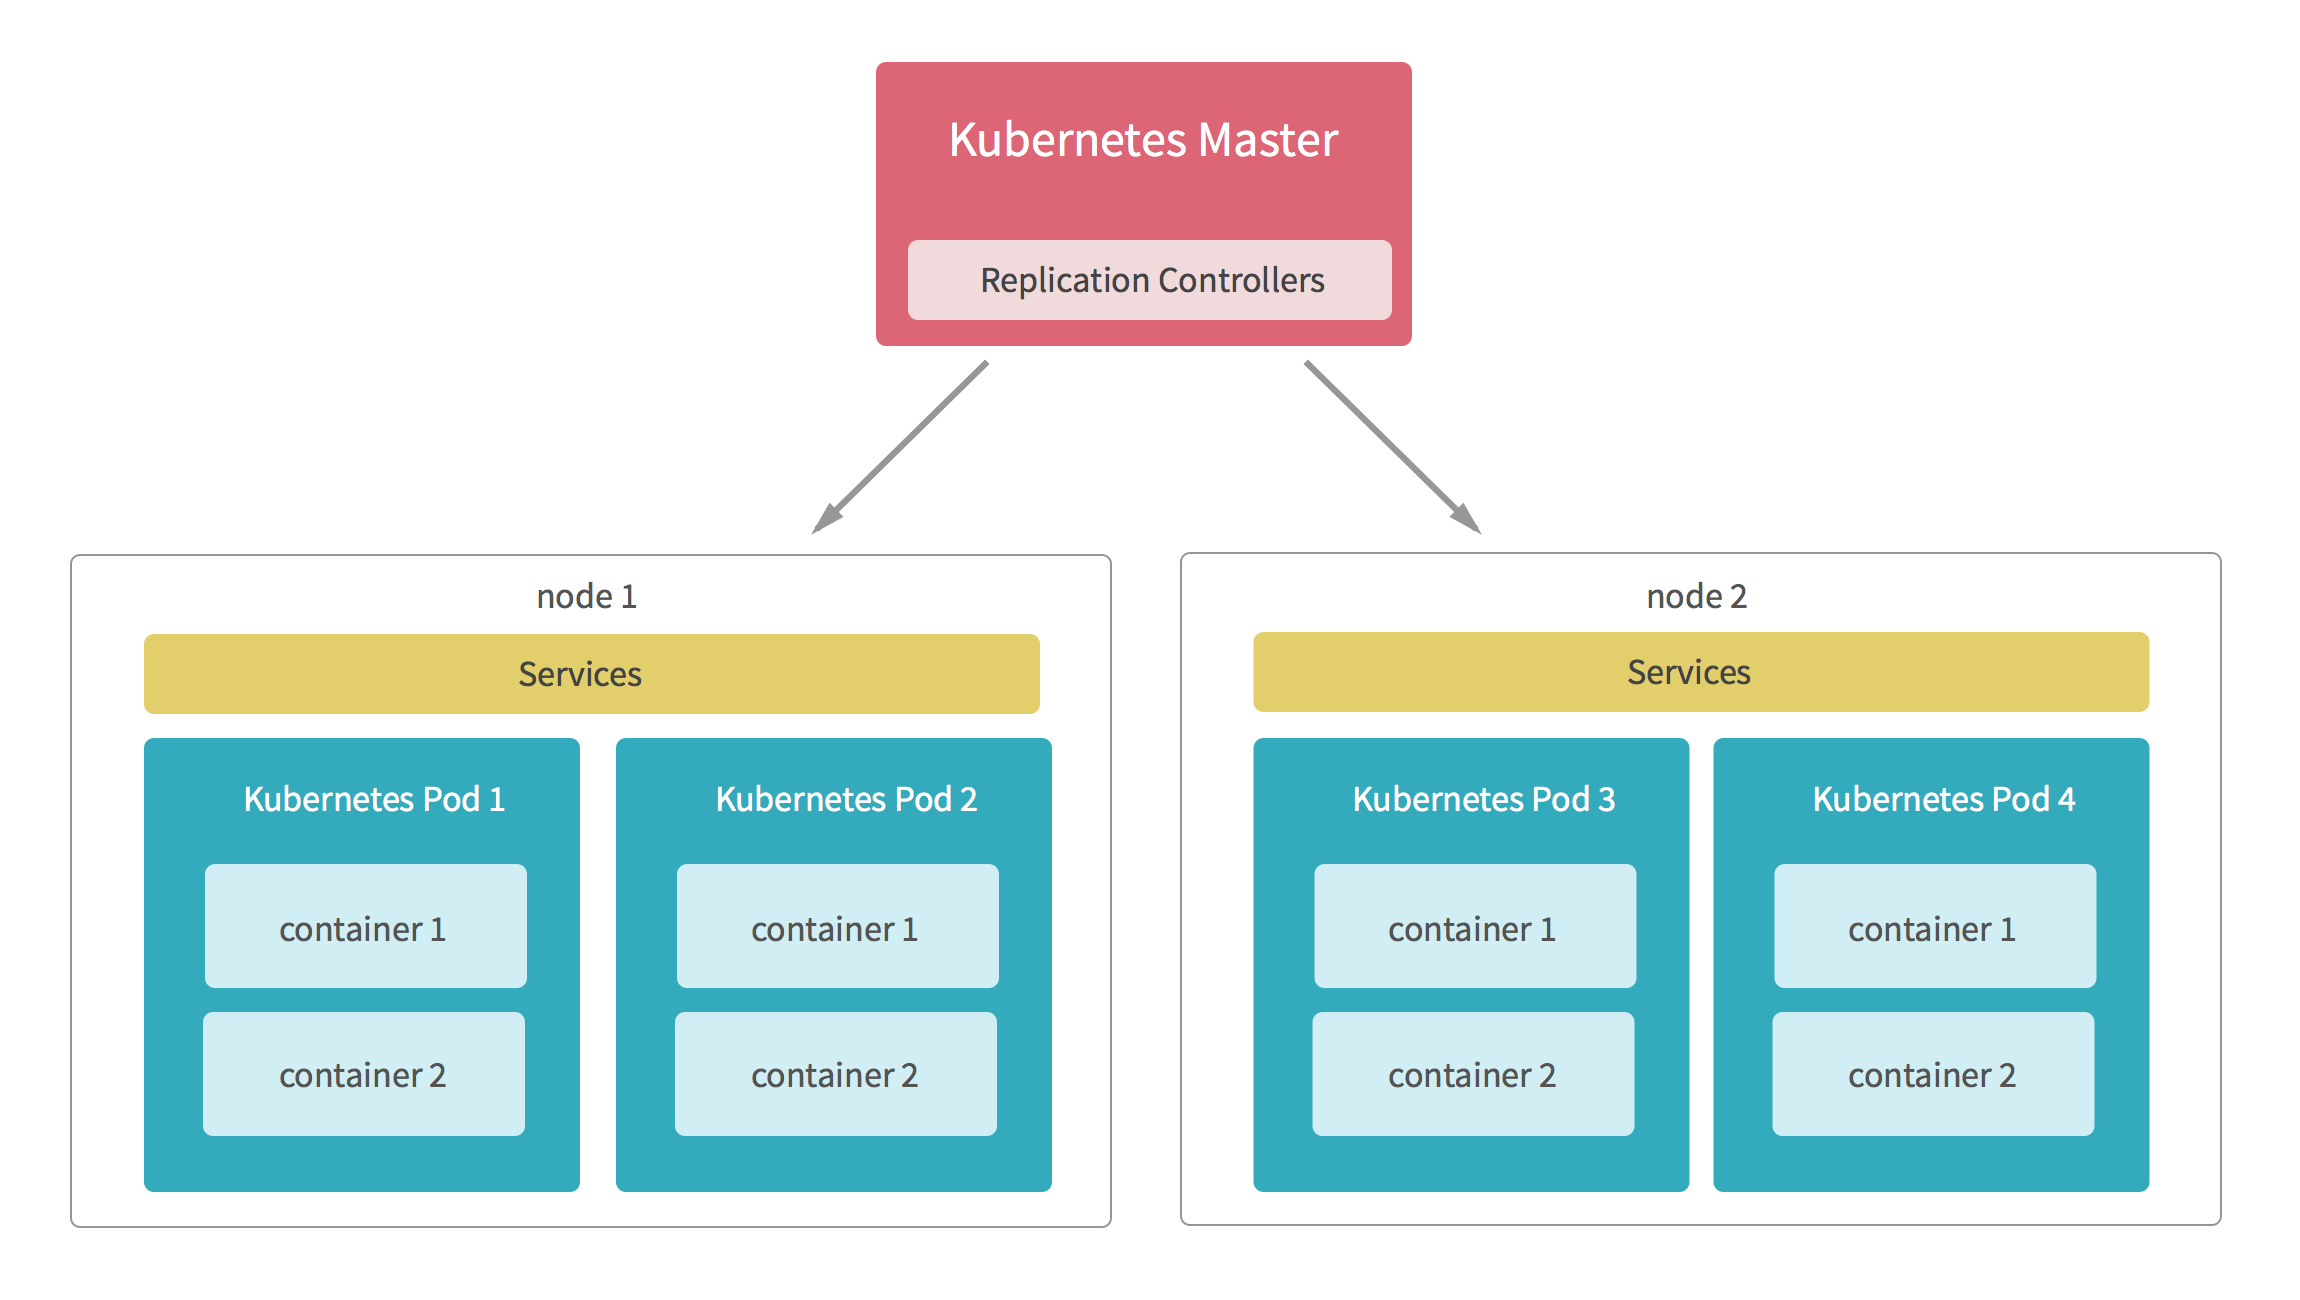 Kubernetes Master
Replication Controllers
node 1
Services
Kubernetes Pod 1
container 1
container 2
Kubernetes Pod 2
container 1
container 2
node 2
Services
Kubernetes Pod 3
container 1
container 2
Kubernetes Pod 4
container 1
container 2